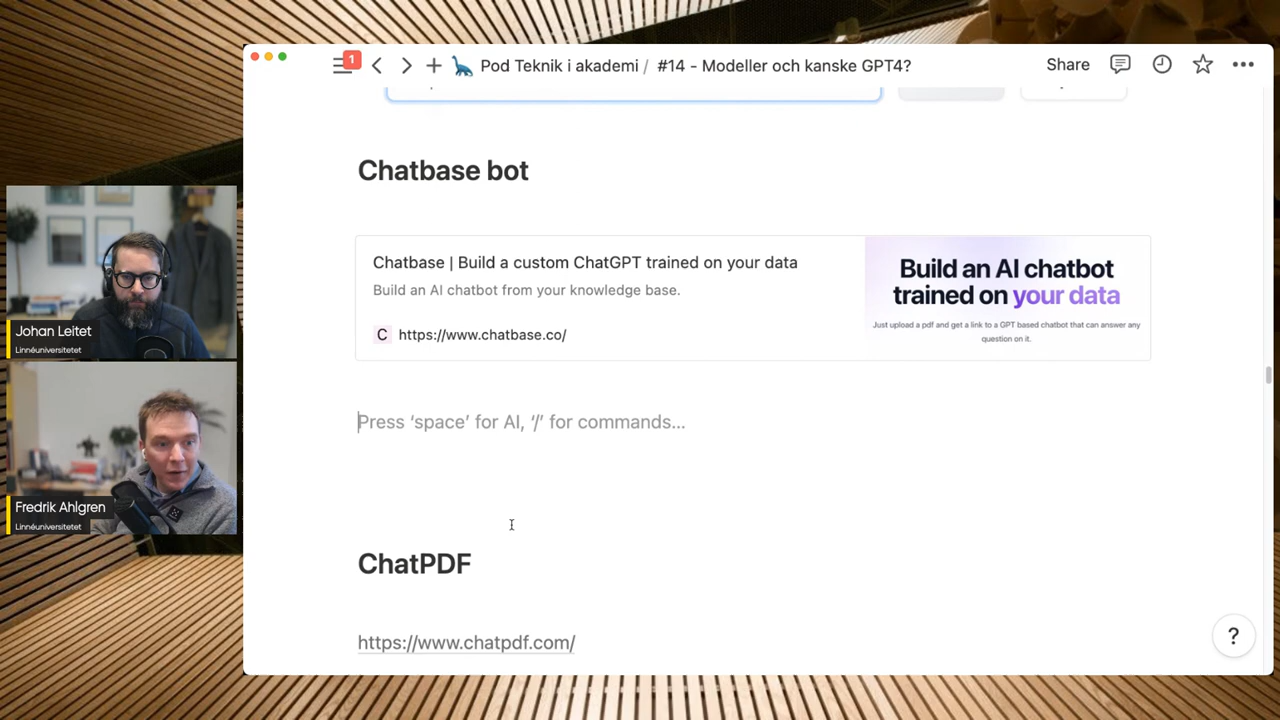 1
Pod Teknik i akademi / #14 - Modeller och kanske GPT4?
Share
Chatbase bot
Chatbase | Build a custom ChatGPT trained on your data
Build an AI chatbot from your knowledge base.
C https://www.chatbase.co/
Build an AI chatbot
trained on your data
Just upload a pdf and get a link to a GPT based chatbot that can answer any
question on it.
Press ‘space’ for AI, ‘/’ for commands...
ChatPDF
https://www.chatpdf.com/
?
Johan Leitet
Linnéuniversitetet
Fredrik Ahlgren
Linnéuniversitetet